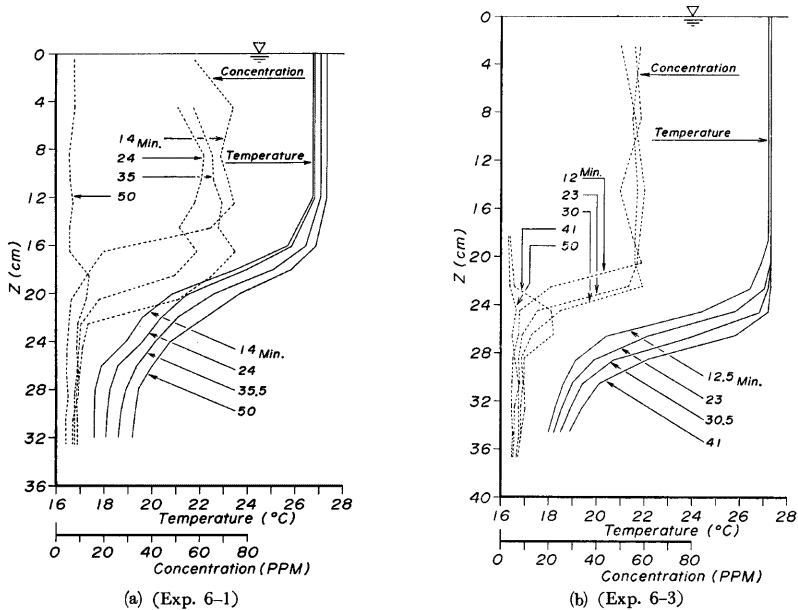 0
4
8
12
16
20
24
28
32
36
Z (cm)
Concentration
14 Min.
24
35
50
Temperature
14 Min.
24
35,5
50
16 18 20 22 24 26 28
Temperature (°C)
0 20 40 60 80
Concentration (PPM)
(a) (Exp. 6-1)
0
4
8
12
16
20
24
28
32
36
40
Z (cm)
Concentration
Temperature
12 Min.
23
30
41
50
12.5 Min.
23
30.5
41
16 18 20 22 24 26 28
Temperature (°C)
0 20 40 60 80
Concentration (PPM)
(b) (Exp. 6-3)